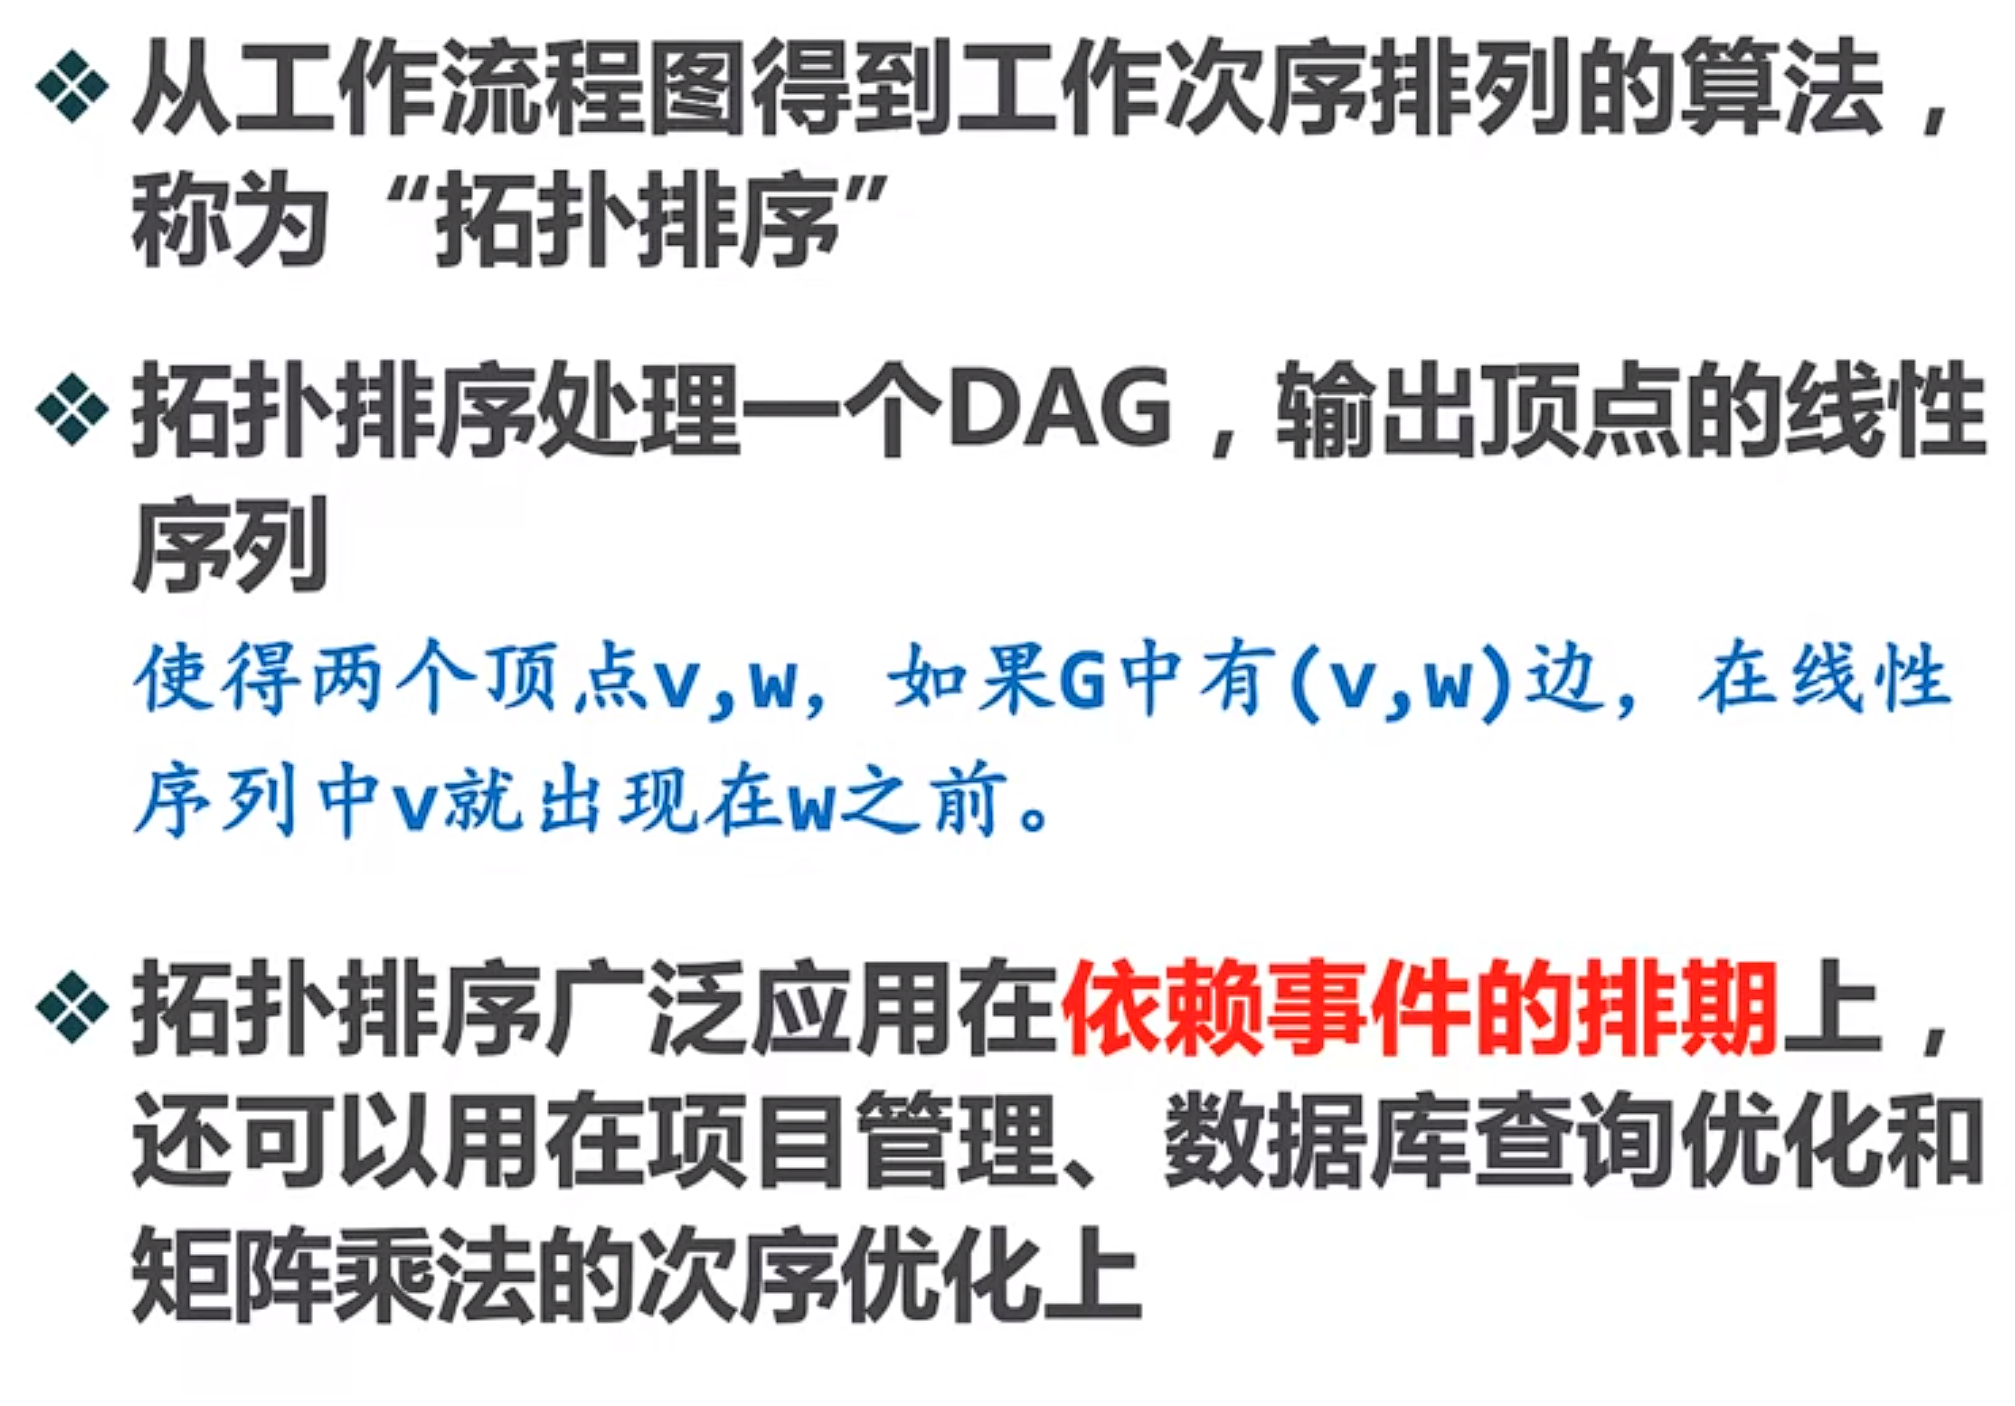 ❖从工作流程图得到工作次序排列的算法，
称为“拓扑排序”
❖拓扑排序处理一个DAG，输出顶点的线性
序列
使得两个顶点v,w，如果G中有(v,w)边，在线性
序列中v就出现在w之前。
❖拓扑排序广泛应用在依赖事件的排期上，
还可以用在项目管理、数据库查询优化和
矩阵乘法的次序优化上